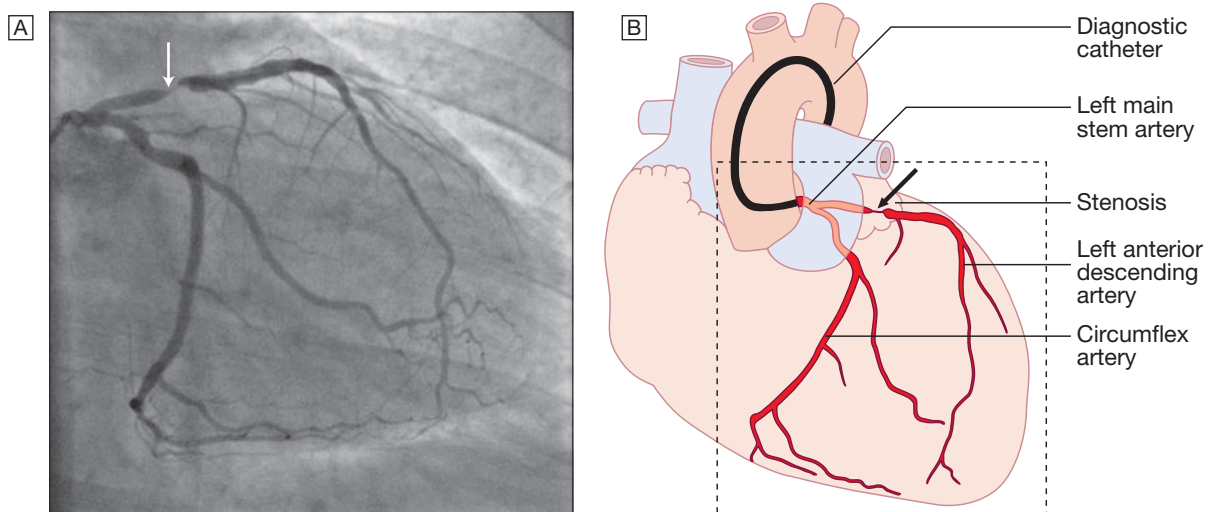 A
B
Diagnostic
catheter
Left main
stem artery
Stenosis
Left anterior
descending
artery
Circumflex
artery